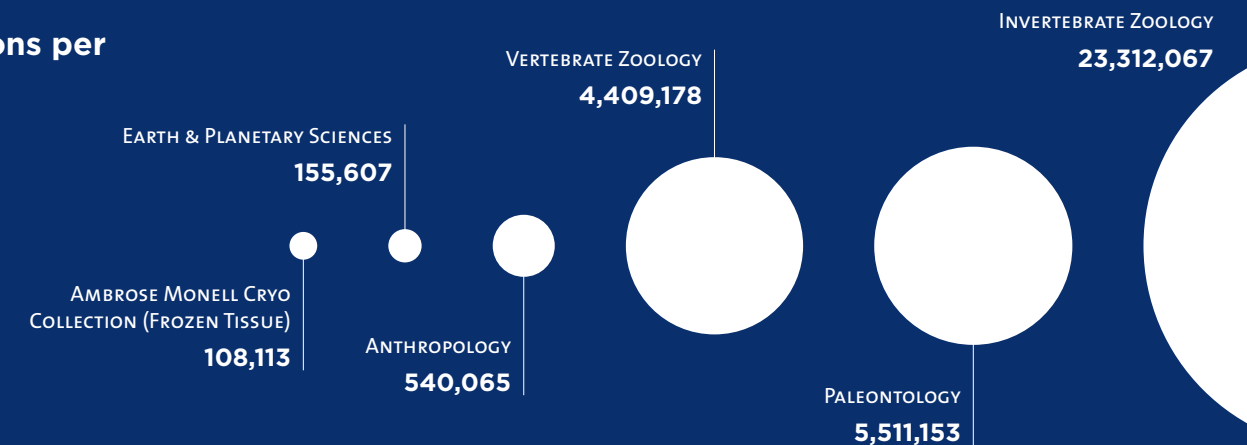 ons per
INVERTEBRATE ZOOLOGY
23,312,067
VERTEBRATE ZOOLOGY
4,409,178
EARTH & PLANETARY SCIENCES
155,607
AMBROSE MONELL CRYO
COLLECTION (FROZEN TISSUE)
108,113
ANTHROPOLOGY
540,065
PALEONTOLOGY
5,511,153